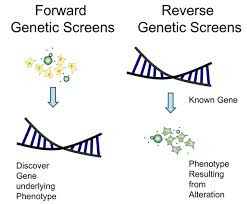 Forward
Genetic Screens
Reverse
Genetic Screens
Known Gene
Discover
Gene
underlying
Phenotype
Phenotype
Resulting
from
Alteration